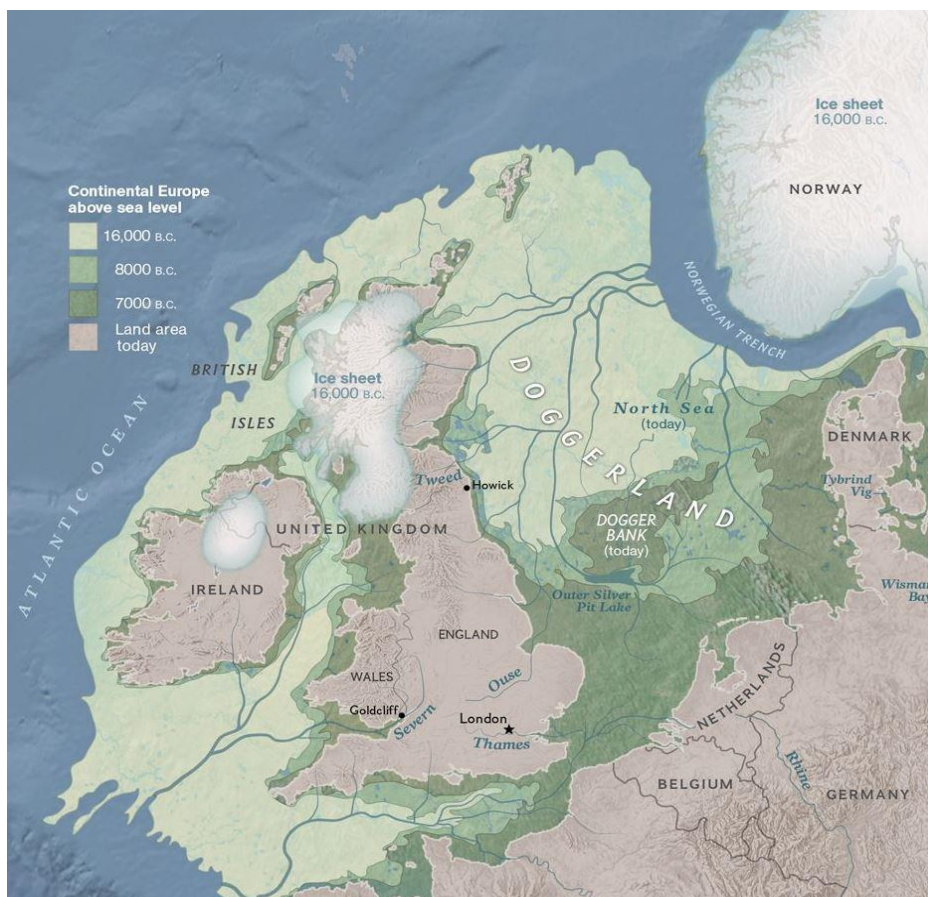 Ice sheet
16,000 B.C.
NORWAY
Continental Europe
above sea level
16,000 B.C.
8000 B.C.
7000 B.C.
Land area
today
NORWEGIAN TRENCH
BRITISH
ISLES
Ice sheet
16,000 B.C.
DOGGERLAND
North Sea
(today)
ATLANTIC OCEAN
DENMARK
Tweed
Howick
Tybrind
Vig
UNITED KINGDOM
DOGGER
BANK
(today)
IRELAND
Outer Silver
Pit Lake
Wismar
Bay
ENGLAND
WALES
Ouse
NETHERLANDS
Goldcliff
Severn
London
Thames
BELGIUM
Rhine
GERMANY